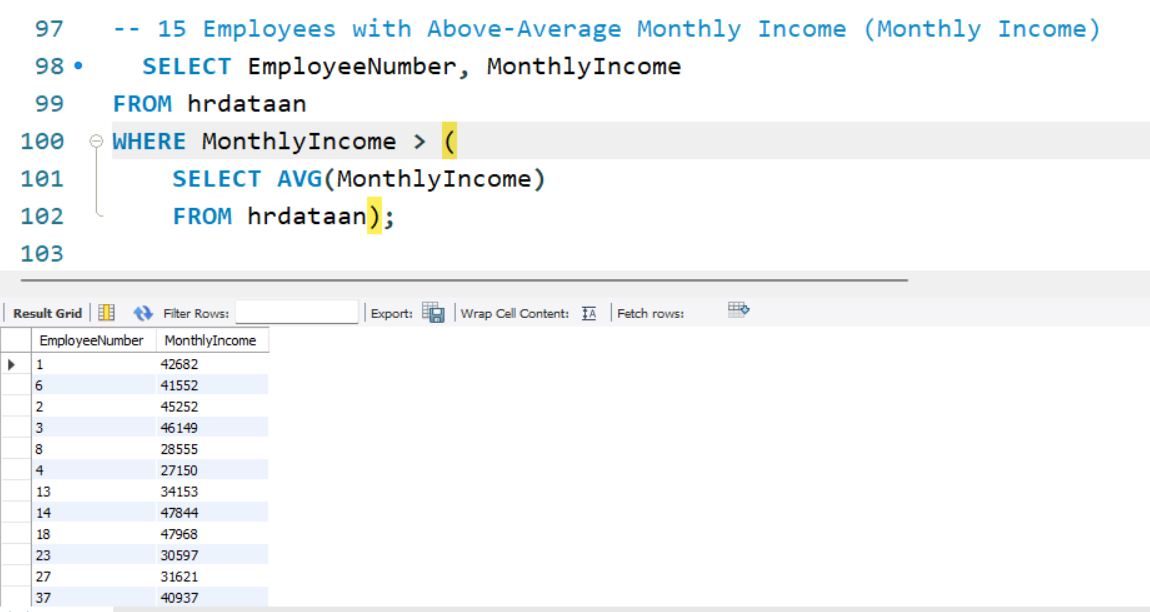 97 -- 15 Employees with Above-Average Monthly Income (Monthly Income)
98 SELECT EmployeeNumber, MonthlyIncome
99 FROM hrdataan
100 WHERE MonthlyIncome > (
101 SELECT AVG(MonthlyIncome)
102 FROM hrdataan);
103
Result Grid Filter Rows: Export: Wrap Cell Content: IA Fetch rows:
EmployeeNumber MonthlyIncome
1 42682
6 41552
2 45252
3 46149
8 28555
4 27150
13 34153
14 47844
18 47968
23 30597
27 31621
37 40937